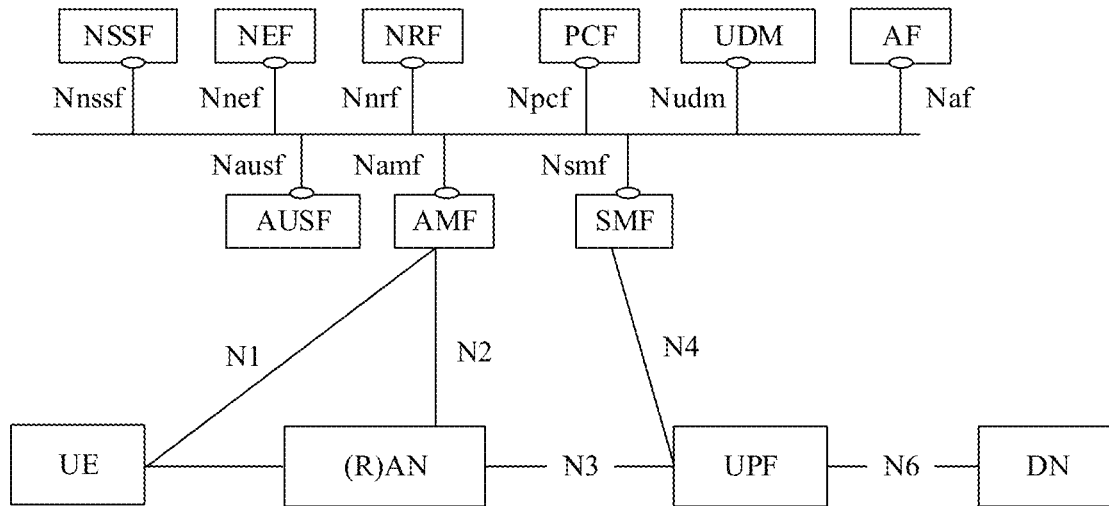 NSSF NEF NRF PCF UDM AF
Nnssf Nnef Nnrf Npcf Nudm Naf
Nausf Namf Nsmf
AUSF AMF SMF
N1 N2 N4
UE (R)AN N3 UPF N6 DN